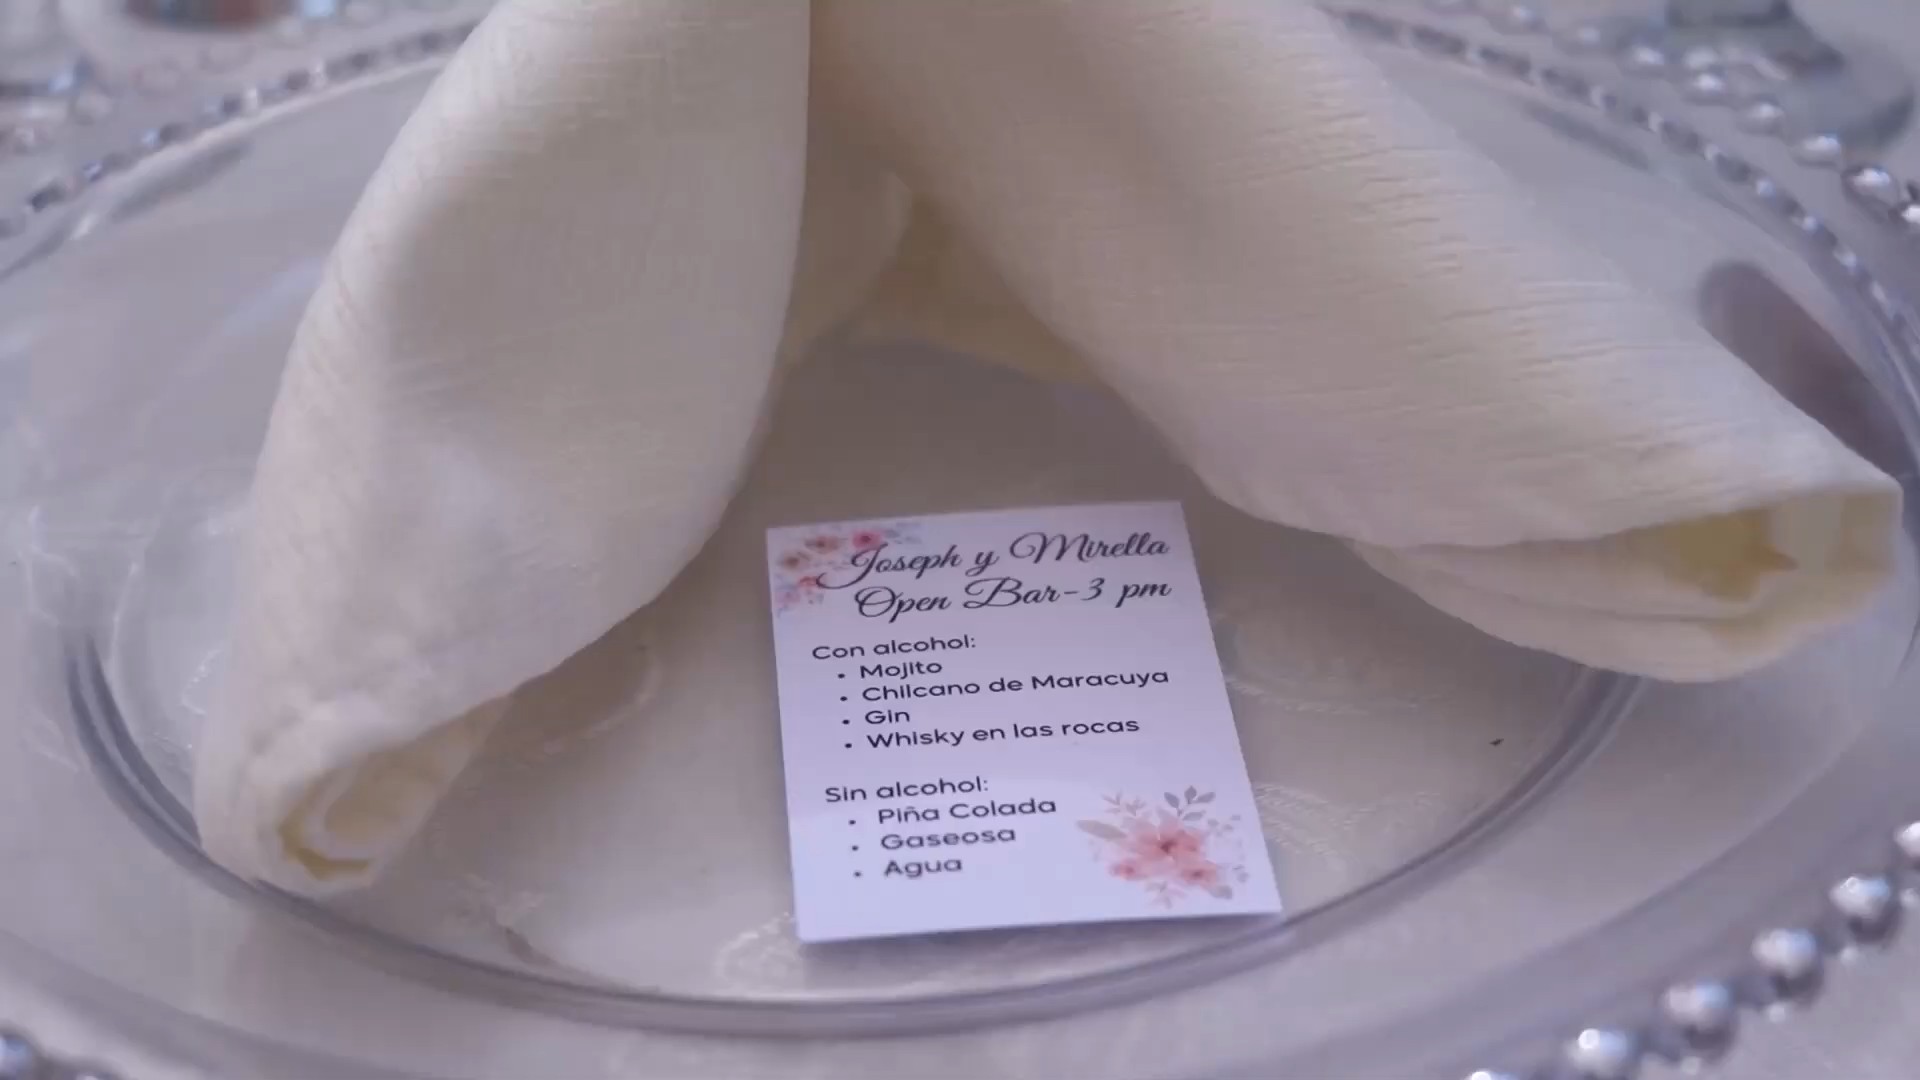 Joseph y Mirella
Open Bar-3 pm
Con alcohol:
• Mojito
• Chilcano de Maracuya
• Gin
• Whisky en las rocas
Sin alcohol:
• Piña Colada
• Gaseosa
• Agua